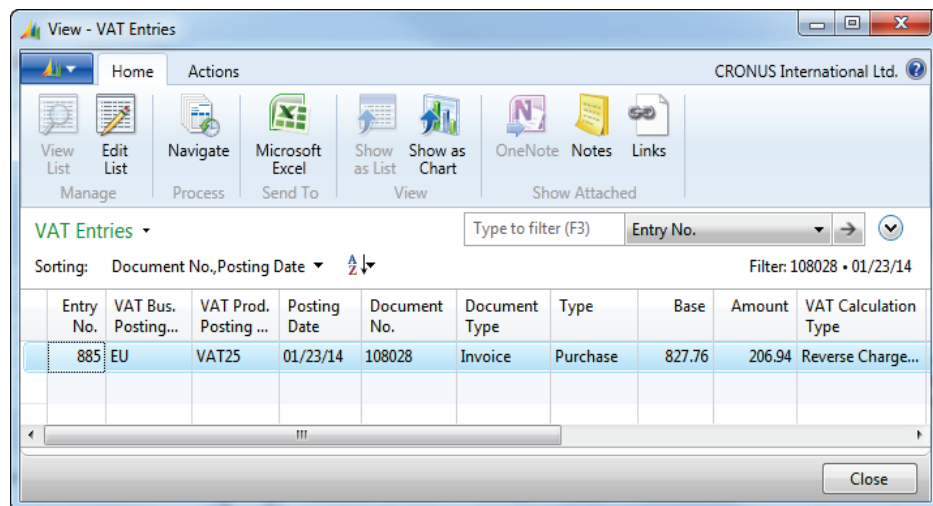 View - VAT Entries
Home Actions CRONUS International Ltd.
View List Edit List Navigate Microsoft Excel Show as List Show as Chart OneNote Notes Links
Manage Process Send To View Show Attached
VAT Entries Type to filter (F3) Entry No.
Sorting: Document No.,Posting Date Filter: 108028 • 01/23/14
Entry No. VAT Bus. Posting... VAT Prod. Posting ... Posting Date Document No. Document Type Type Base Amount VAT Calculation Type
885 EU VAT25 01/23/14 108028 Invoice Purchase 827.76 206.94 Reverse Charge...
Close